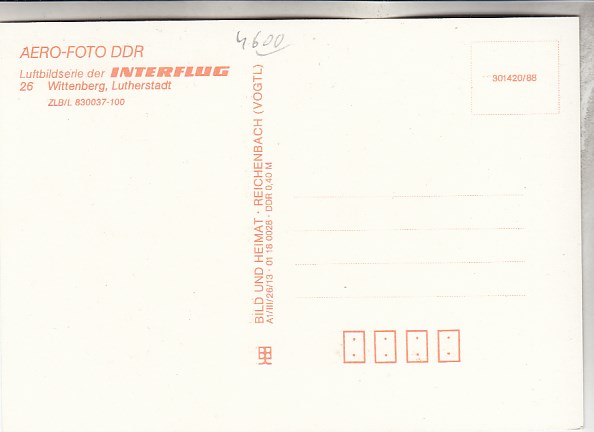 4600
AERO-FOTO DDR
Luftbildserie der INTERFLUG
26 Wittenberg, Lutherstadt
ZLB/L 830037-100
301420/88
BILD UND HEIMAT · REICHENBACH (VOGTL)
A1/III/26/13 · 01 18 0028 · DDR 0,40 M